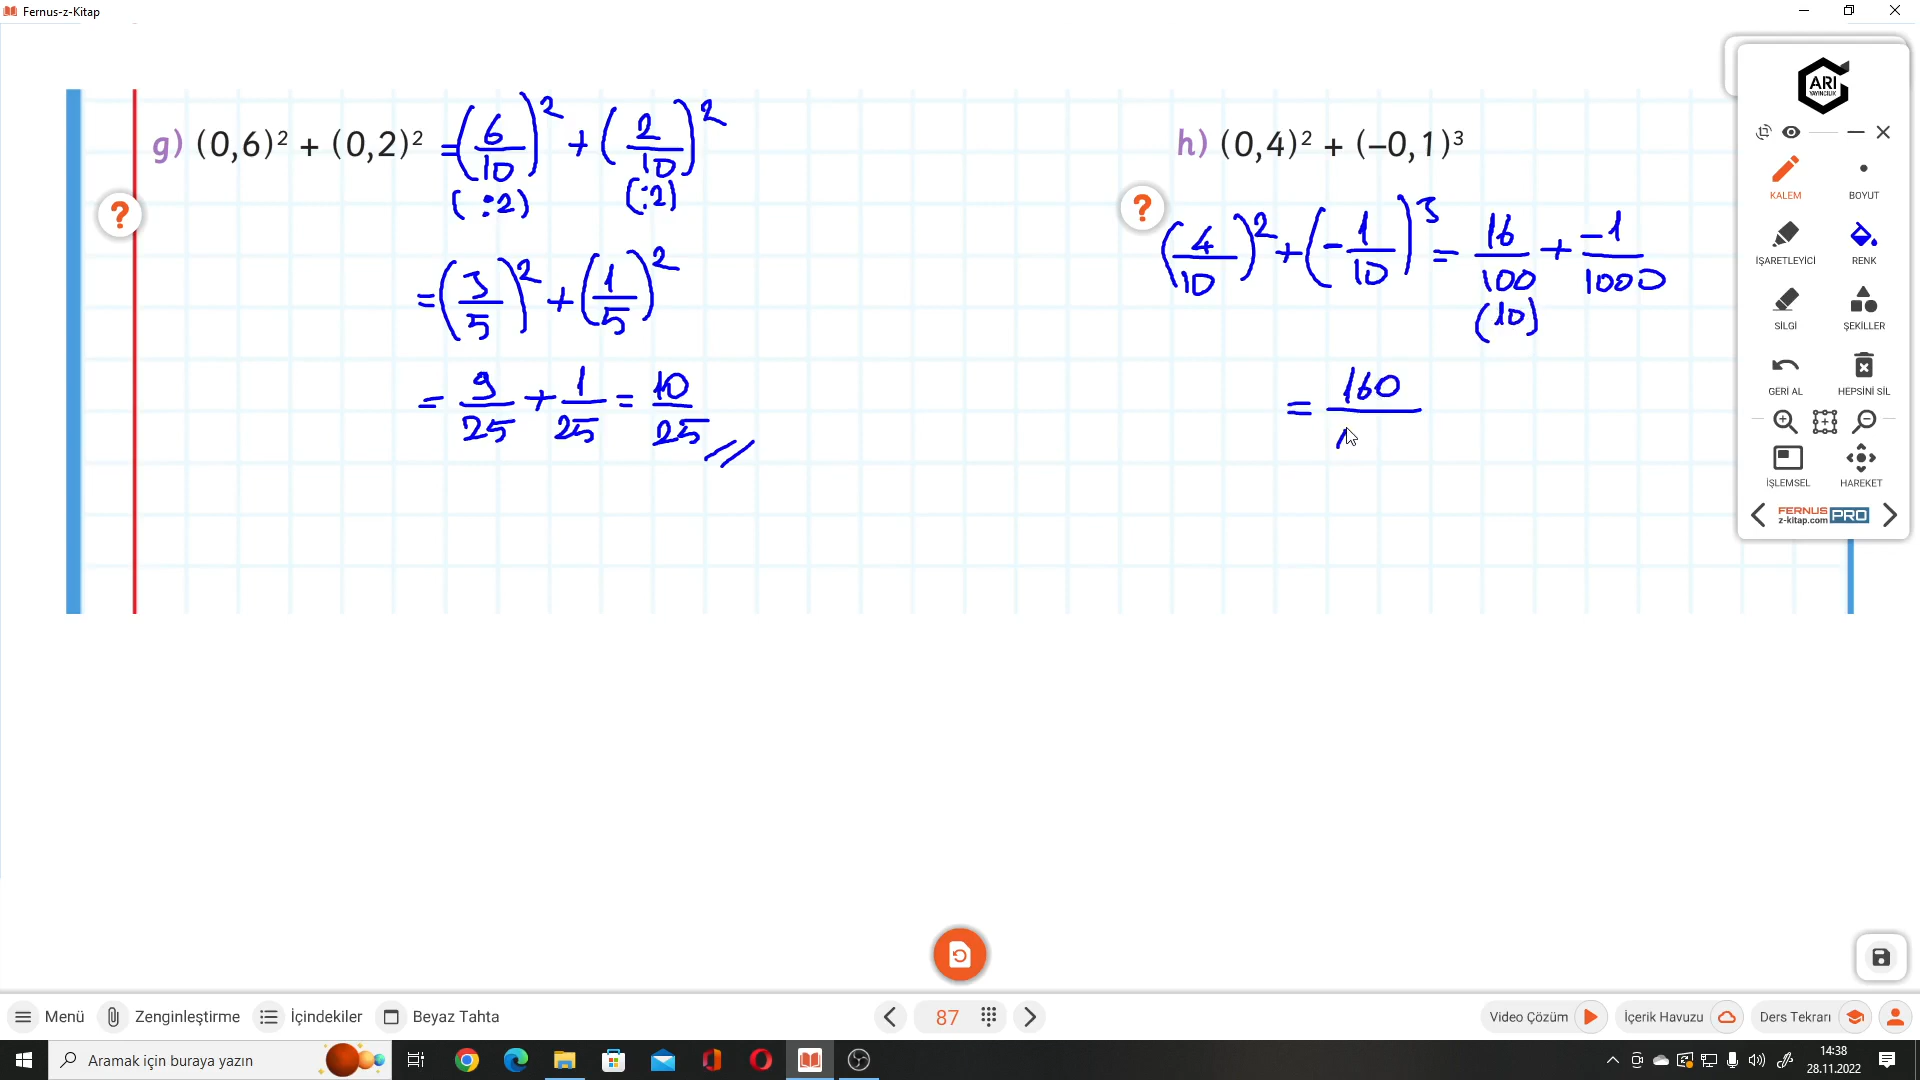 Fernus-z-Kitap
g) (0,6)² + (0,2)² = (6/10)² + (2/10)²
(:2) (:2)
= (3/5)² + (1/5)²
= 9/25 + 1/25 = 10/25 //
h) (0,4)² + (–0,1)³
(4/10)² + (-1/10)³ = 16/100 + -1/1000
(10)
= 160/1
?
?
ARI
YAYINCILIK
KALEM
BOYUT
İŞARETLEYİCİ
RENK
SİLGİ
ŞEKİLLER
GERİ AL
HEPSİNİ SİL
İŞLEMSEL
HAREKET
FERNUS
z-kitap.com PRO
Menü
Zenginleştirme
İçindekiler
Beyaz Tahta
87
Video Çözüm
İçerik Havuzu
Ders Tekrarı
Aramak için buraya yazın
14:38
28.11.2022